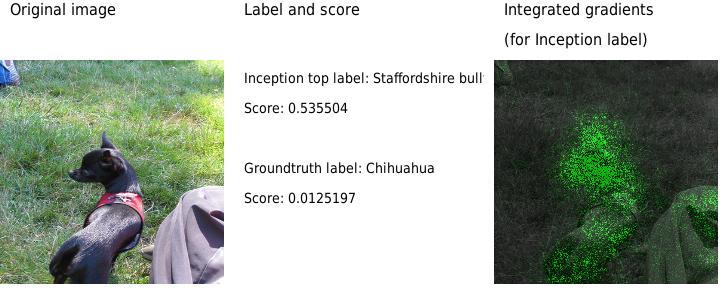 Original image
Label and score
Integrated gradients
(for Inception label)
Inception top label: Staffordshire bull
Score: 0.535504
Groundtruth label: Chihuahua
Score: 0.0125197